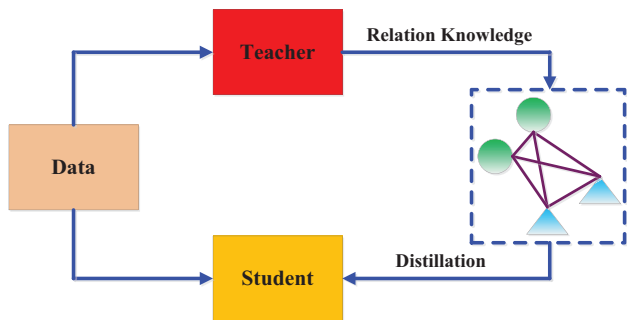 Teacher
Relation Knowledge
Data
Student
Distillation